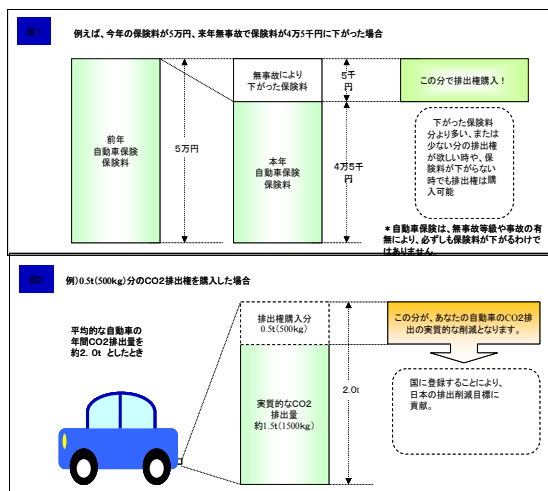 図1
例えば、今年の保険料が5万円、来年無事故で保険料が4万5千円に下がった場合
無事故により
下がった保険料
5千
円
この分で排出権購入！
前年
自動車保険
保険料
5万円
本年
自動車保険
保険料
4万5千
円
下がった保険料
分より多い、または
少ない分の排出権
が欲しい時や、保
険料が下がらない
時でも排出権は購
入可能
＊自動車保険は、無事故等級や事故の有
無により、必ずしも保険料が下がるわけで
はありません。
図2
例）0.5t(500kg)分のCO2排出権を購入した場合
平均的な自動車の
年間CO2排出量を
約2.0t としたとき
排出権購入分
0.5t(500kg)
この分が、あなたの自動車のCO2排
出の実質的な削減となります。
2.0t
実質的なCO2
排出量
約1.5t(1500kg)
国に登録することにより、
日本の排出削減目標に
貢献。